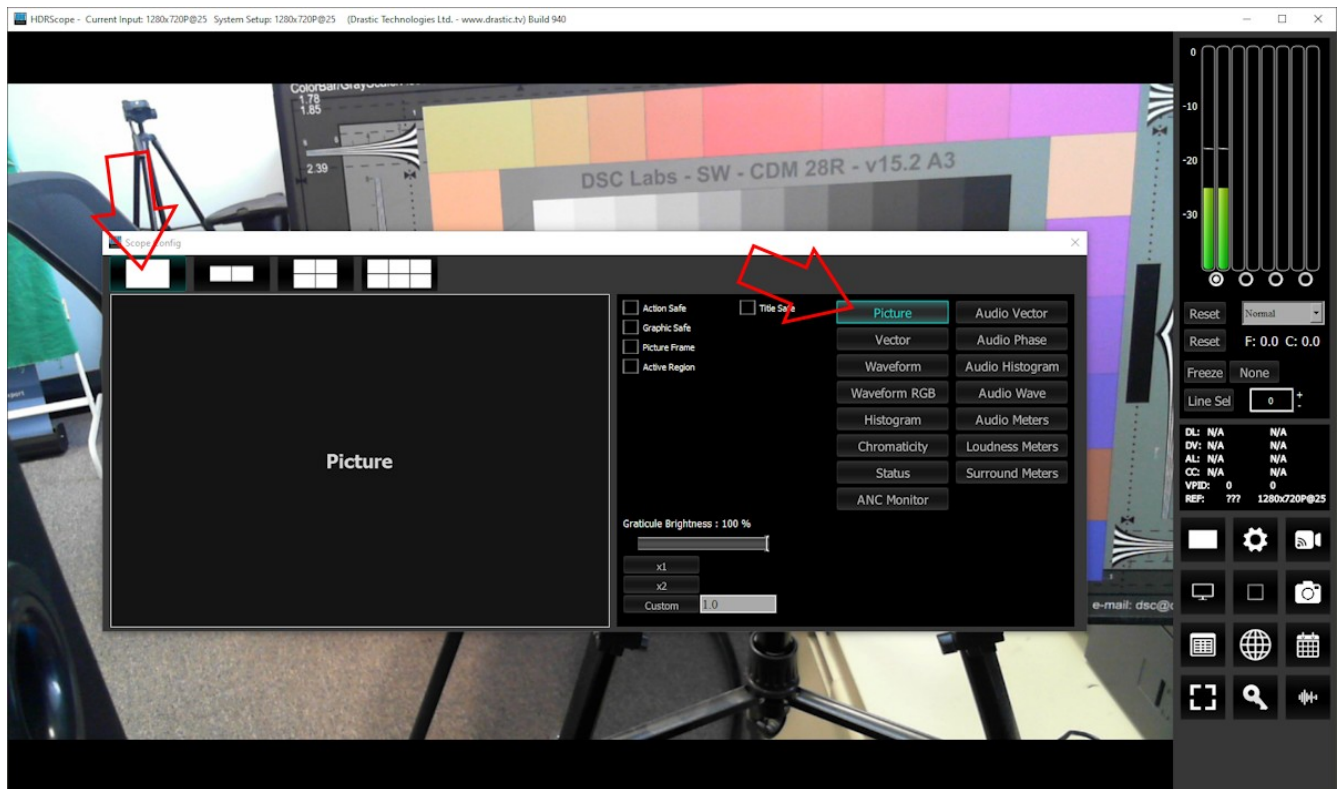 HDRScope - Current Input: 1280x720P@25 System Setup: 1280x720P@25 (Drastic Technologies Ltd. - www.drastic.tv) Build 940
1.78
1.85
2.39
DSC Labs - SW - CDM 28R - v15.2 A3
Scope Config
Picture
Action Safe
Title Safe
Graphic Safe
Picture Frame
Active Region
Picture
Audio Vector
Vector
Audio Phase
Waveform
Audio Histogram
Waveform RGB
Audio Wave
Histogram
Audio Meters
Chromaticity
Loudness Meters
Status
Surround Meters
ANC Monitor
Graticule Brightness : 100 %
x1
x2
Custom 1.0
e-mail: dsc@
0
-10
-20
-30
Reset Normal
Reset F: 0.0 C: 0.0
Freeze None
Line Sel 0 + -
DL: N/A N/A
DV: N/A N/A
AL: N/A N/A
CC: N/A N/A
VPID: 0 0
REF: ??? 1280x720P@25